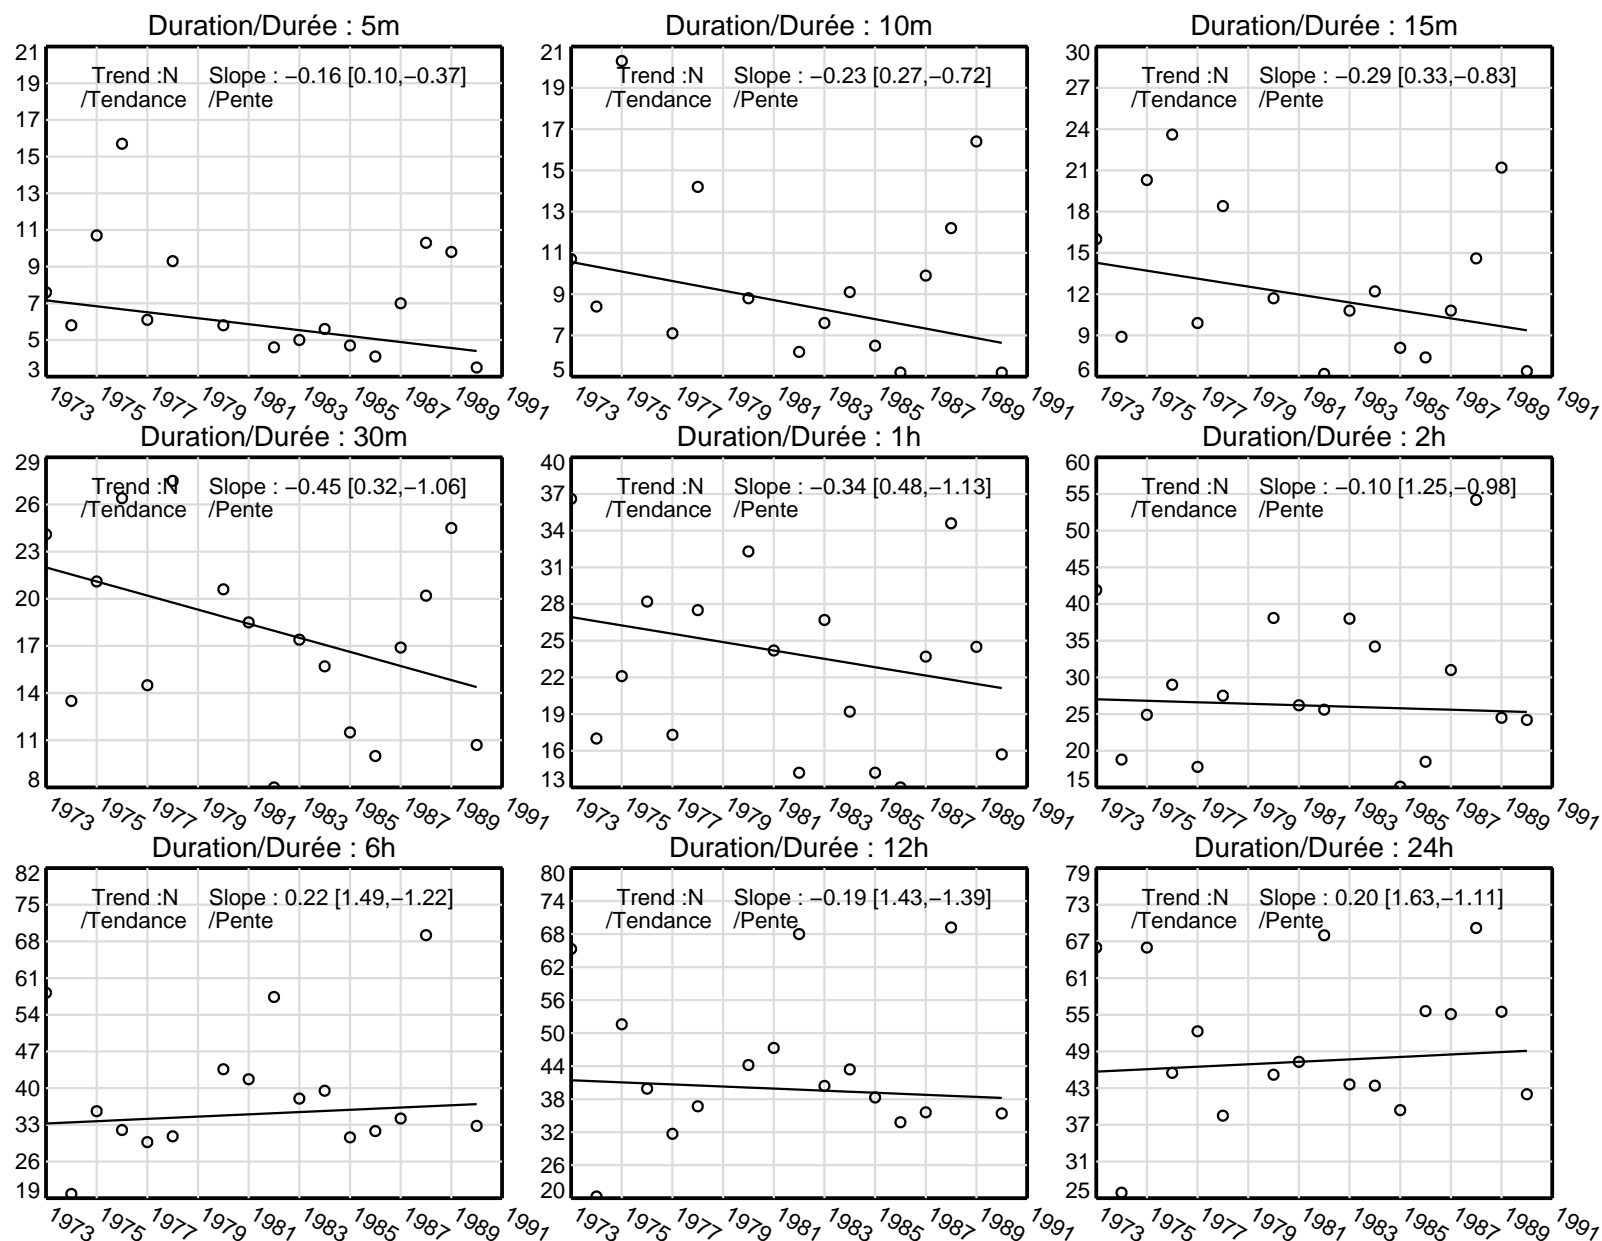 Duration/Durée : 5m
21
19
17
15
13
11
9
7
5
3
Trend :N Slope : −0.16 [0.10,−0.37]
/Tendance /Pente
1973 1975 1977 1979 1981 1983 1985 1987 1989 1991
Duration/Durée : 10m
21
19
17
15
13
11
9
7
5
Trend :N Slope : −0.23 [0.27,−0.72]
/Tendance /Pente
1973 1975 1977 1979 1981 1983 1985 1987 1989 1991
Duration/Durée : 15m
30
27
24
21
18
15
12
9
6
Trend :N Slope : −0.29 [0.33,−0.83]
/Tendance /Pente
1973 1975 1977 1979 1981 1983 1985 1987 1989 1991
Duration/Durée : 30m
29
26
23
20
17
14
11
8
Trend :N Slope : −0.45 [0.32,−1.06]
/Tendance /Pente
1973 1975 1977 1979 1981 1983 1985 1987 1989 1991
Duration/Durée : 1h
40
37
34
31
28
25
22
19
16
13
Trend :N Slope : −0.34 [0.48,−1.13]
/Tendance /Pente
1973 1975 1977 1979 1981 1983 1985 1987 1989 1991
Duration/Durée : 2h
60
55
50
45
40
35
30
25
20
15
Trend :N Slope : −0.10 [1.25,−0.98]
/Tendance /Pente
1973 1975 1977 1979 1981 1983 1985 1987 1989 1991
Duration/Durée : 6h
82
75
68
61
54
47
40
33
26
19
Trend :N Slope : 0.22 [1.49,−1.22]
/Tendance /Pente
1973 1975 1977 1979 1981 1983 1985 1987 1989 1991
Duration/Durée : 12h
80
74
68
62
56
50
44
38
32
26
20
Trend :N Slope : −0.19 [1.43,−1.39]
/Tendance /Pente
1973 1975 1977 1979 1981 1983 1985 1987 1989 1991
Duration/Durée : 24h
79
73
67
61
55
49
43
37
31
25
Trend :N Slope : 0.20 [1.63,−1.11]
/Tendance /Pente
1973 1975 1977 1979 1981 1983 1985 1987 1989 1991